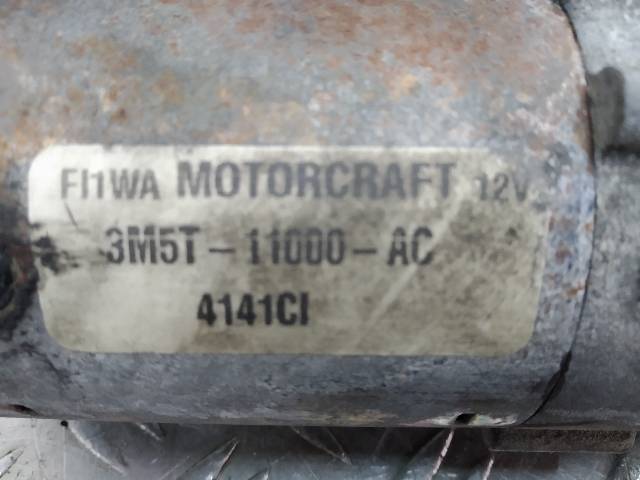 FI1WA MOTORCRAFT 12V
3M5T-11000-AC
4141CI